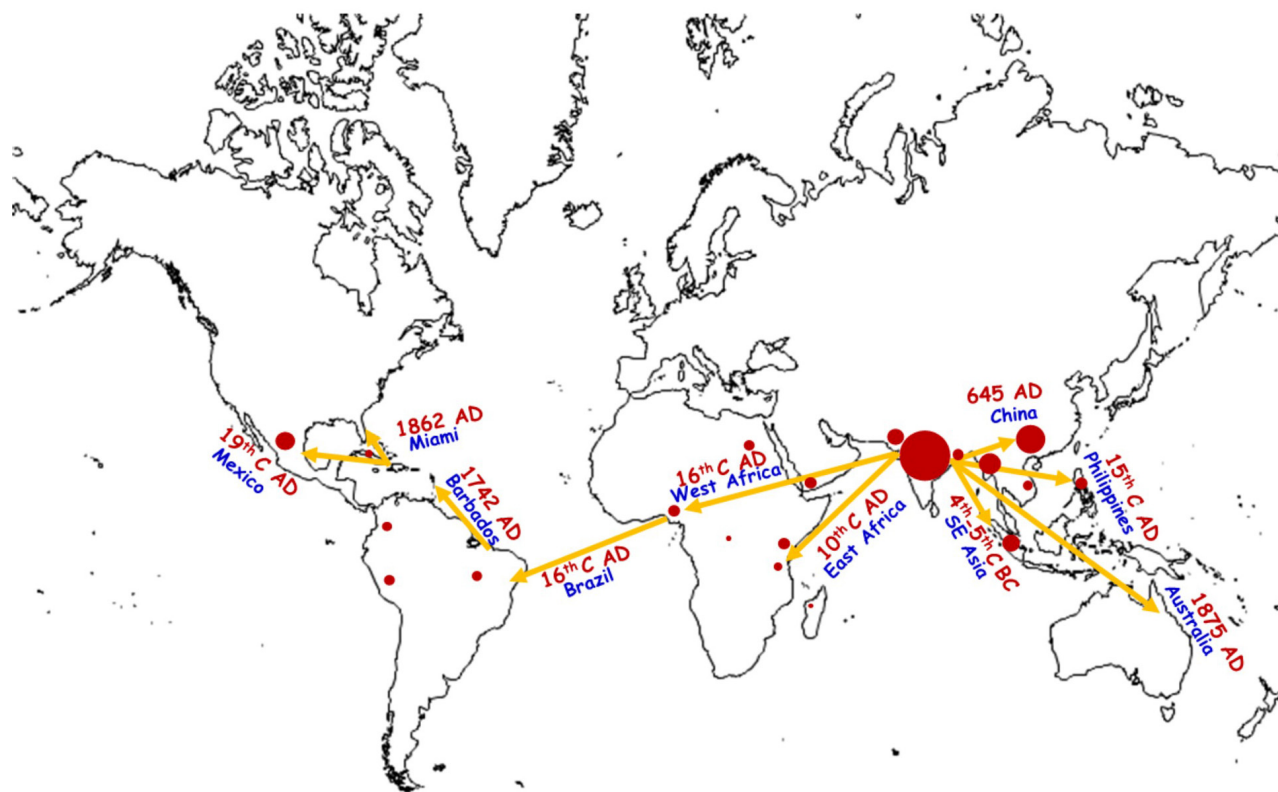 645 AD
China
1862 AD
Miami
19th C AD
Mexico
1742 AD
Barbados
16th C AD
West Africa
10th C AD
East Africa
4th-5th C BC
SE Asia
15th C AD
Philippines
16th C AD
Brazil
1875 AD
Australia